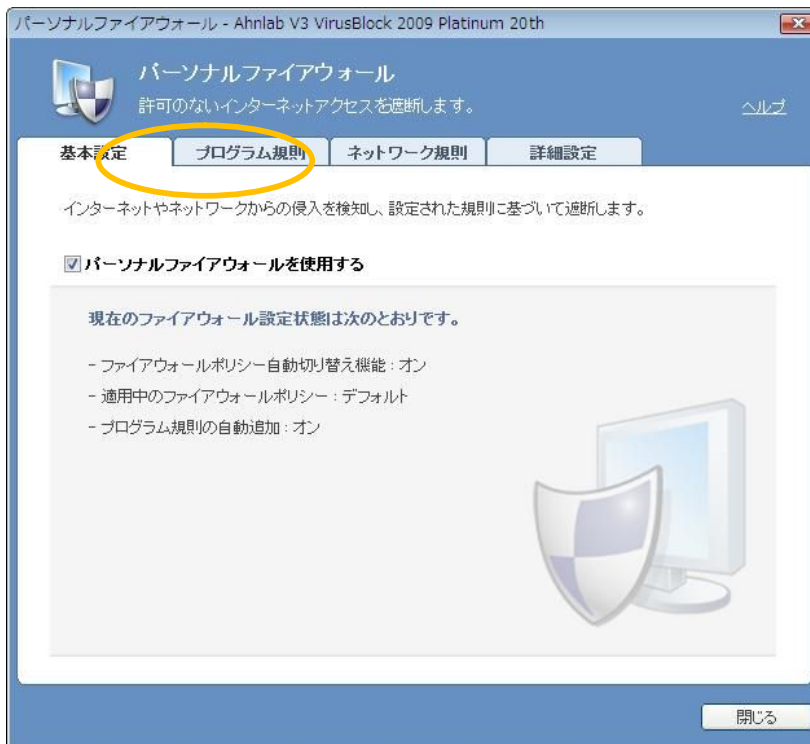 パーソナルファイアウォール - Ahnlab V3 VirusBlock 2009 Platinum 20th
パーソナルファイアウォール
許可のないインターネットアクセスを遮断します。
ヘルプ
基本設定 プログラム規則 ネットワーク規則 詳細設定
インターネットやネットワークからの侵入を検知し、設定された規則に基づいて遮断します。
パーソナルファイアウォールを使用する
現在のファイアウォール設定状態は次のとおりです。
- ファイアウォールポリシー自動切り替え機能 : オン
- 適用中のファイアウォールポリシー : デフォルト
- プログラム規則の自動追加 : オン
閉じる